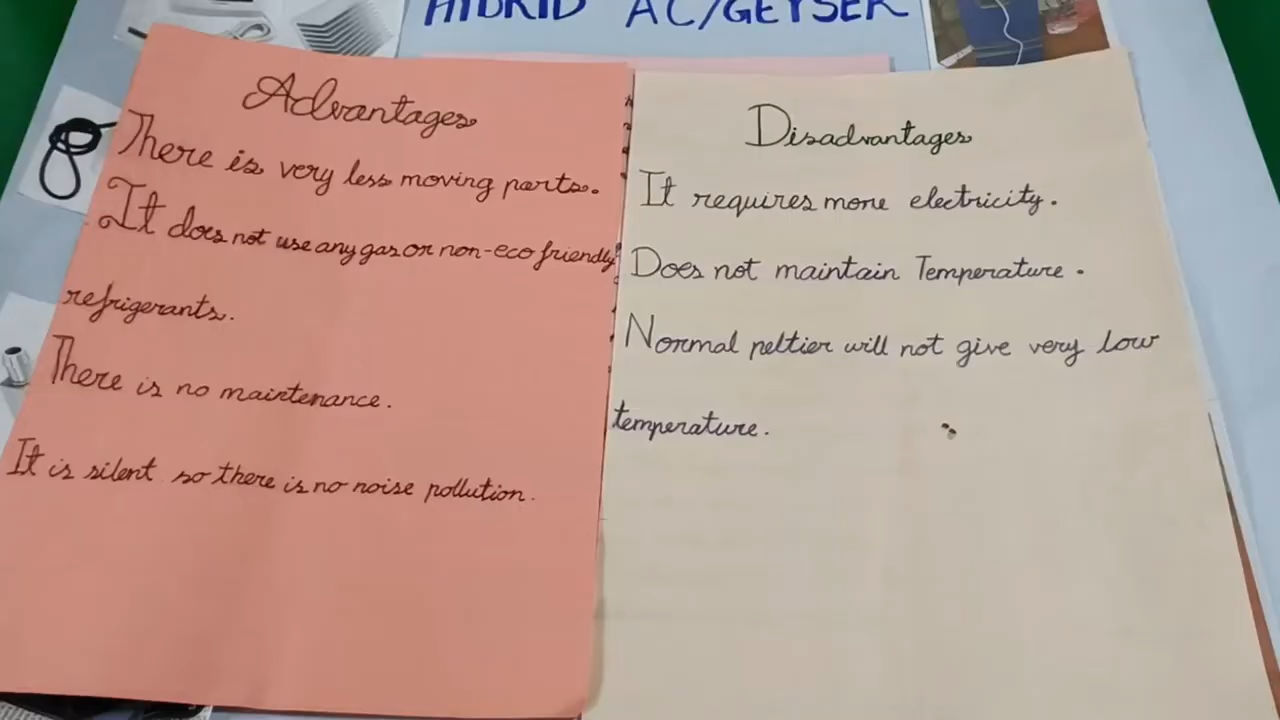 HYBRID AC/GEYSER
Advantages
There is very less moving parts.
It does not use any gas or non-eco friendly
refrigerants.
There is no maintenance.
It is silent so there is no noise pollution.
Disadvantages
It requires more electricity.
Does not maintain Temperature.
Normal peltier will not give very low
temperature.